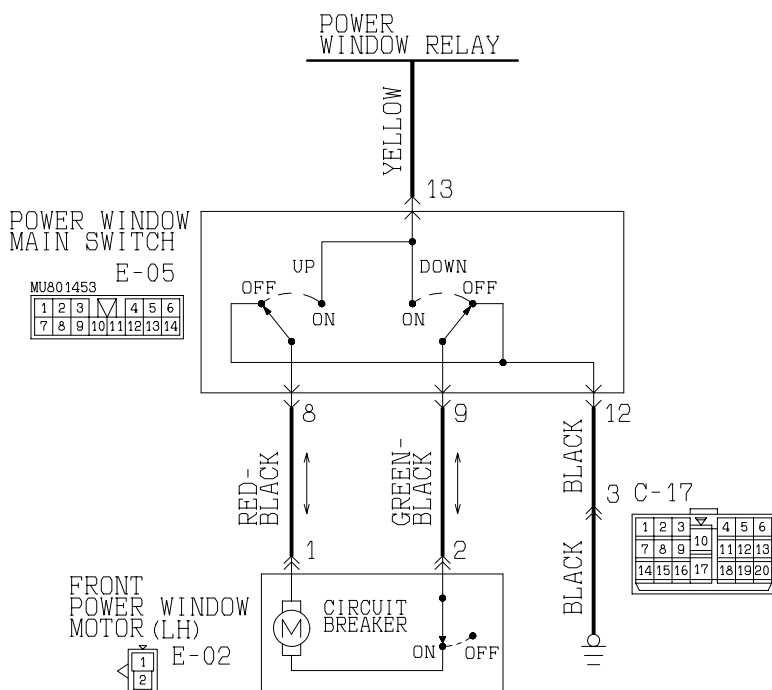 POWER
WINDOW RELAY
YELLOW
13
POWER WINDOW
MAIN SWITCH
E-05
MU801453
1 2 3 4 5 6
7 8 9 10 11 12 13 14
UP
DOWN
OFF
ON
ON
OFF
8
9
12
RED-
BLACK
GREEN-
BLACK
BLACK
3 C-17
1 2 3 4 5 6
7 8 9 10 11 12 13
14 15 16 17 18 19 20
BLACK
1
2
FRONT
POWER WINDOW
MOTOR (LH)
E-02
1
2
M
CIRCUIT
BREAKER
ON
OFF